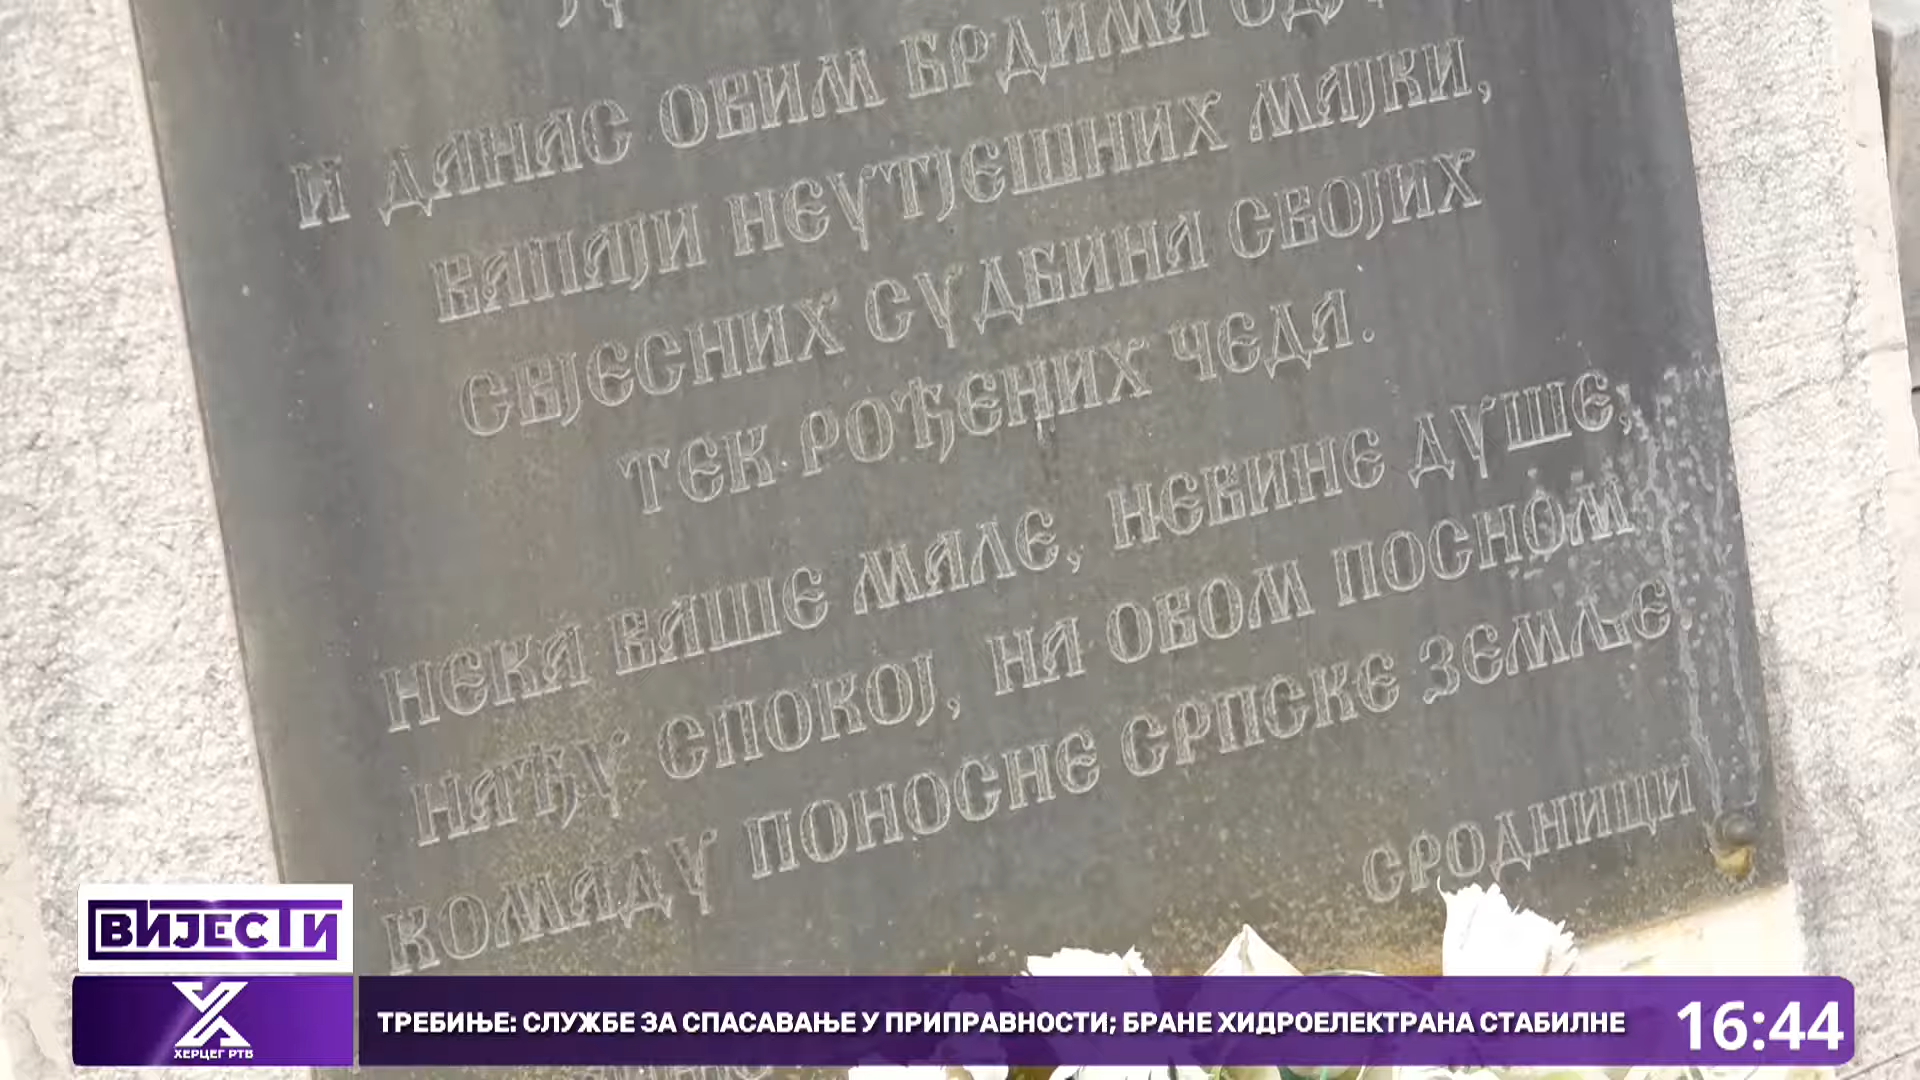 И ДАНАС ОВИМ БРДИМА
ВАПАЈИ НЕУТЈЕШНИХ МАЈКИ,
СВЈЕСНИХ СУДБИНА СВОЈИХ
ТЕК РОЂЕНИХ ЧЕДА.
НЕКА ВАШЕ МАЛЕ, НЕВИНЕ ДУШЕ,
НАЂУ СПОКОЈ, НА ОВОМ ПОСНОМ
КОМАДУ ПОНОСНЕ СРПСКЕ ЗЕМЉЕ.
СРОДНИЦИ
ВИЈЕСТИ
ХЕРЦЕГ РТВ
ТРЕБИЊЕ: СЛУЖБЕ ЗА СПАСАВАЊЕ У ПРИПРАВНОСТИ; БРАНЕ ХИДРОЕЛЕКТРАНА СТАБИЛНЕ
16:44